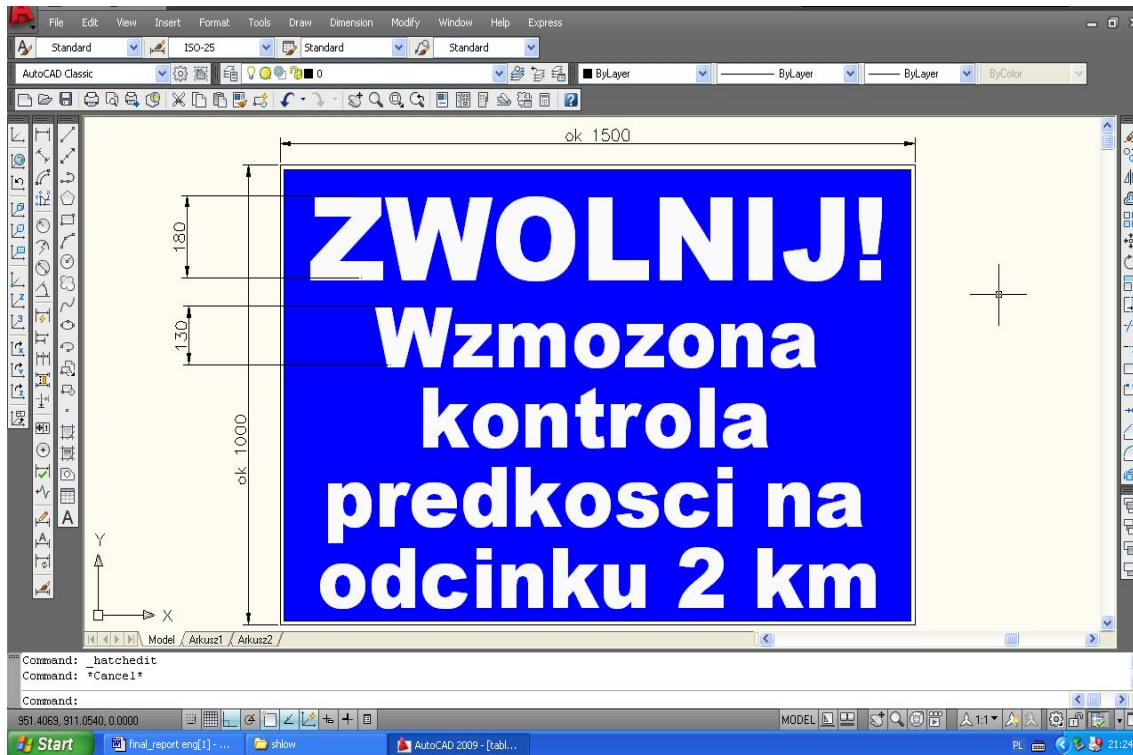 File Edit View Insert Format Tools Draw Dimension Modify Window Help Express
Standard ISO-25 Standard Standard
AutoCAD Classic 0 ByLayer ByLayer ByLayer ByColor
ok 1500
ZWOLNIJ!
180
Wzmozona
130
kontrola
ok 1000
predkosci na
odcinku 2 km
Y
X
Model Arkusz1 Arkusz2
Command: _hatchedit
Command: *Cancel*
Command:
951.4069, 911.0540, 0.0000 MODEL 1:1
Start final_report eng[1] - ... shlow AutoCAD 2009 - [tabl... PL 21:24